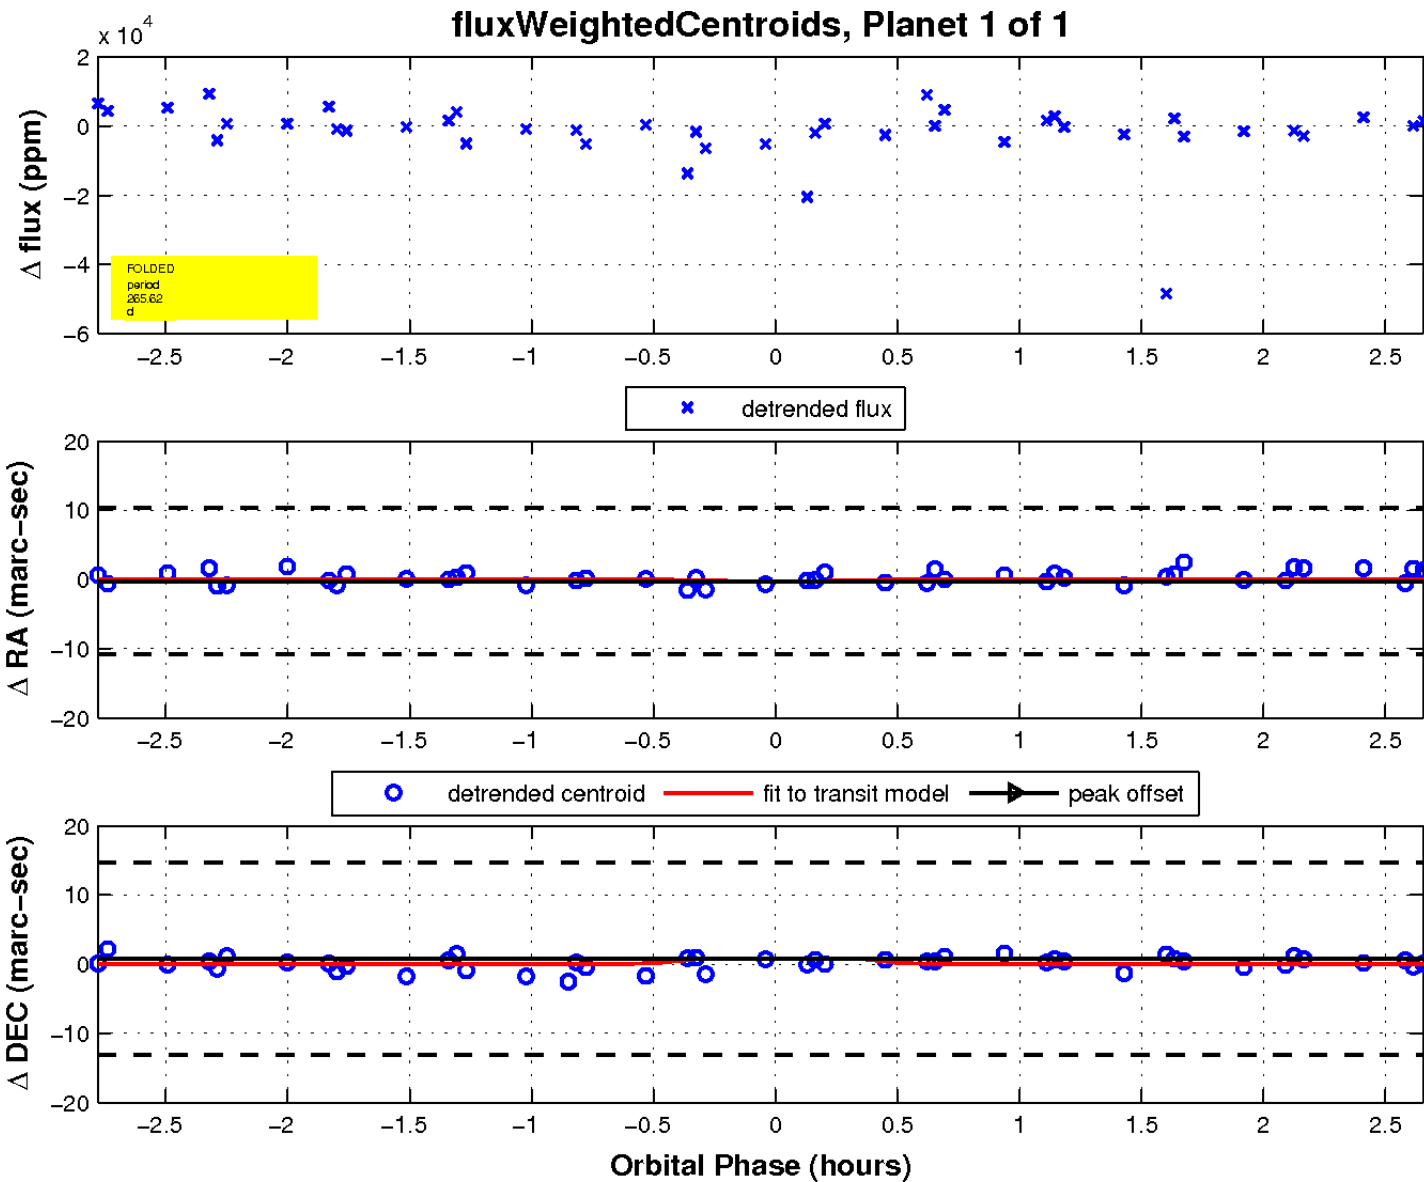 fluxWeightedCentroids, Planet 1 of 1
x 10^4
2
0
−2
−4
−6
Δ flux (ppm)
FOLDED
period
265.62
d
−2.5 −2 −1.5 −1 −0.5 0 0.5 1 1.5 2 2.5
detrended flux
20
10
0
−10
−20
Δ RA (marc−sec)
−2.5 −2 −1.5 −1 −0.5 0 0.5 1 1.5 2 2.5
detrended centroid fit to transit model peak offset
20
10
0
−10
−20
Δ DEC (marc−sec)
−2.5 −2 −1.5 −1 −0.5 0 0.5 1 1.5 2 2.5
Orbital Phase (hours)